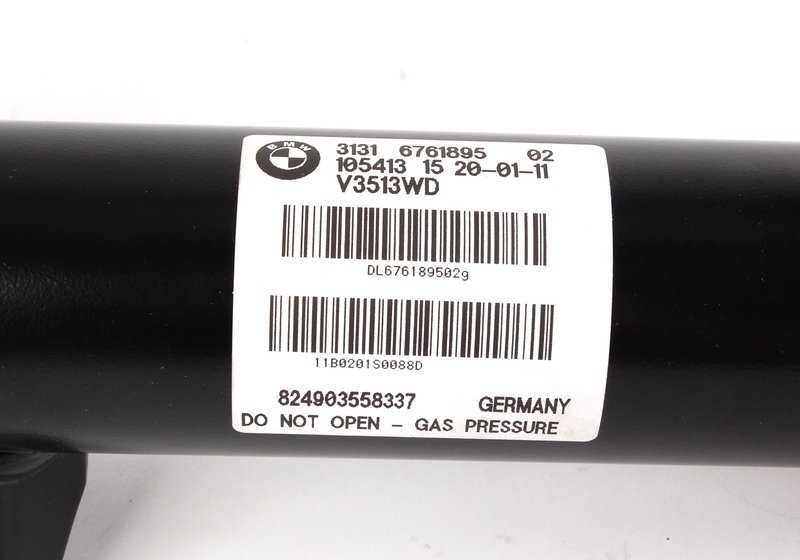 BMW
3131 6761895 02
105413 15 20-01-11
V3513WD
DL676189502g
11B0201S0088D
824903558337 GERMANY
DO NOT OPEN - GAS PRESSURE